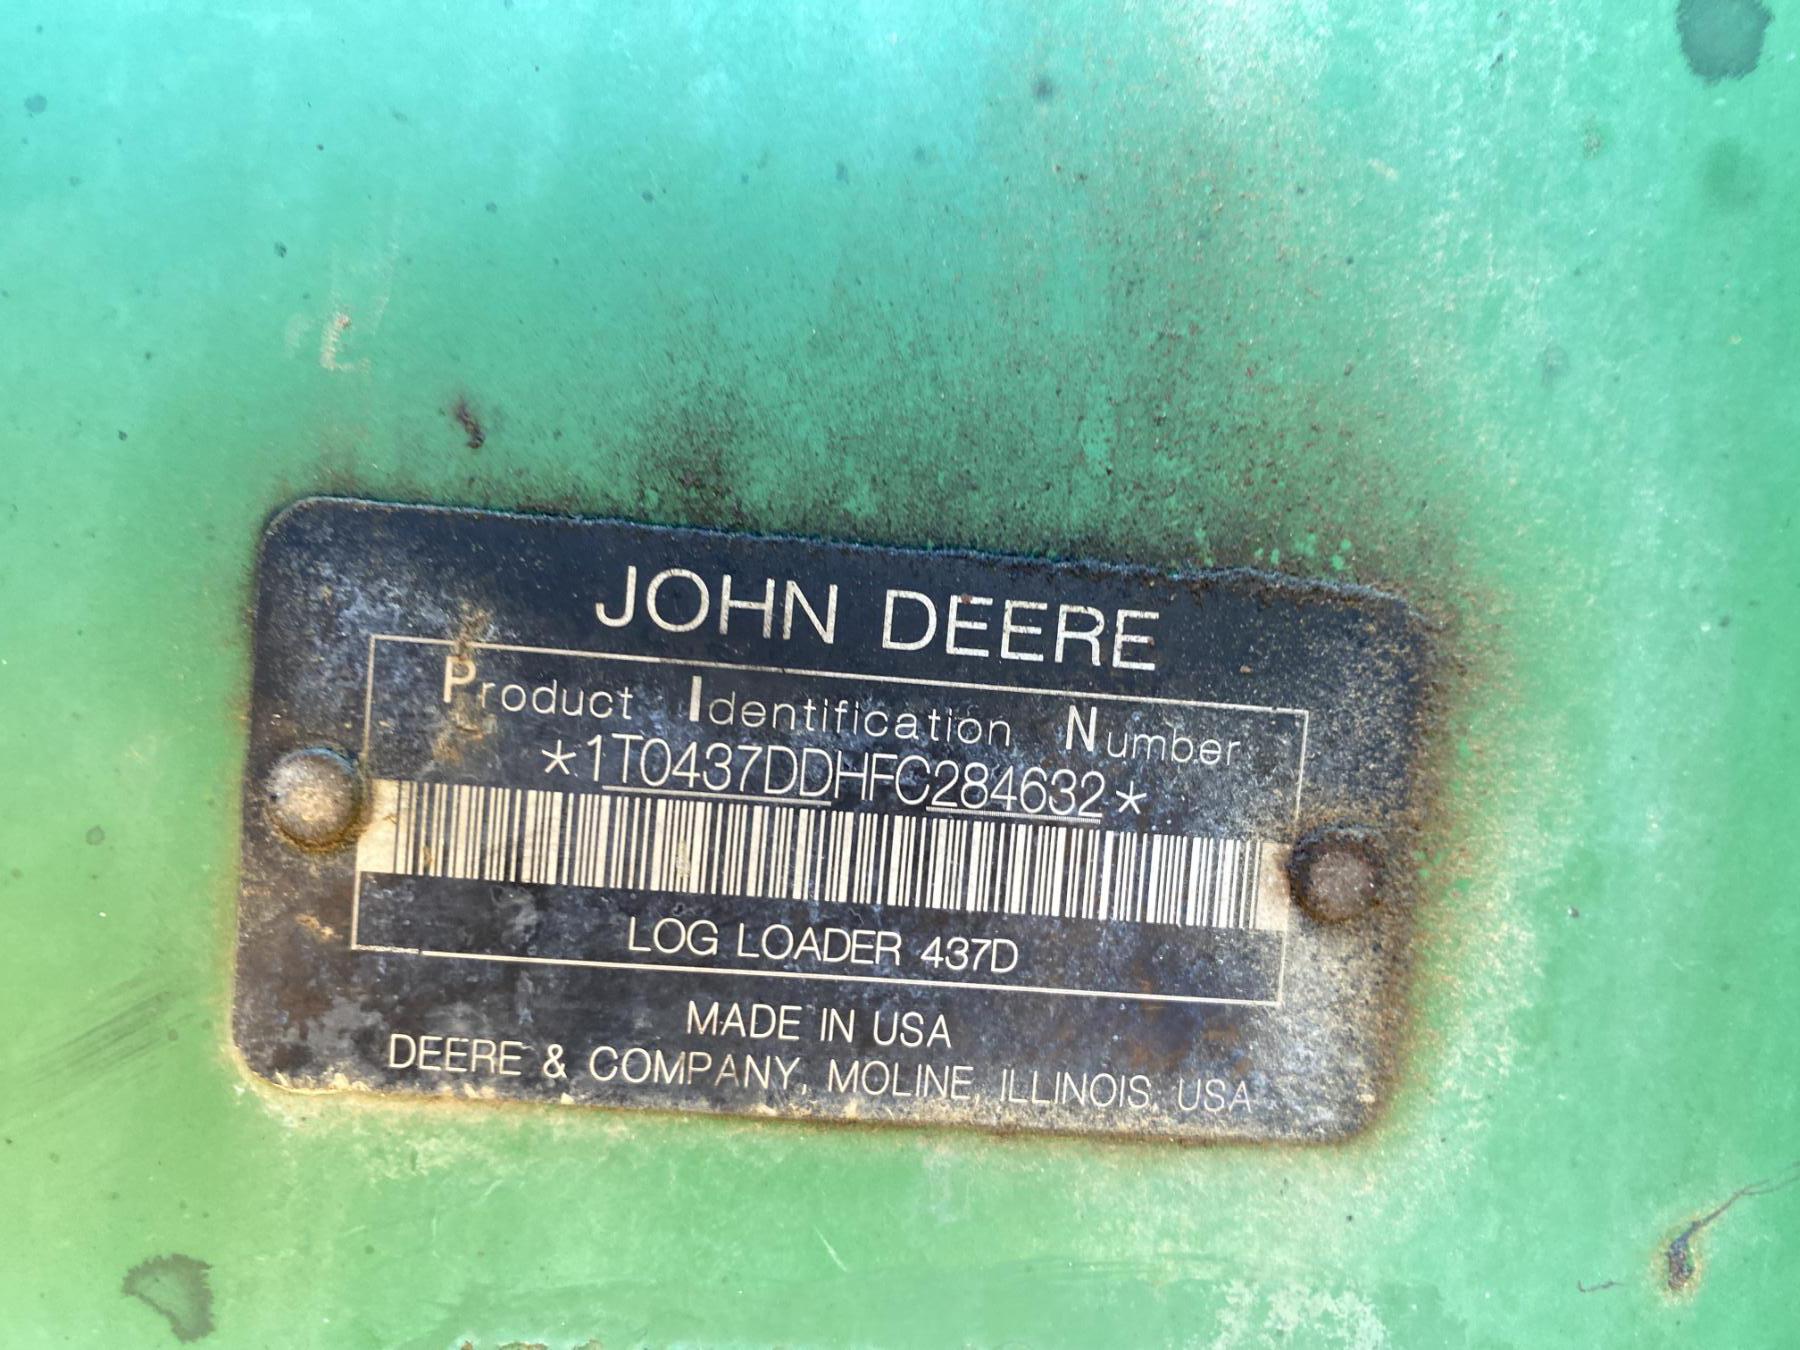 JOHN DEERE
Product Identification Number
*1T0437DDHFC284632*
LOG LOADER 437D
MADE IN USA
DEERE & COMPANY, MOLINE, ILLINOIS, USA